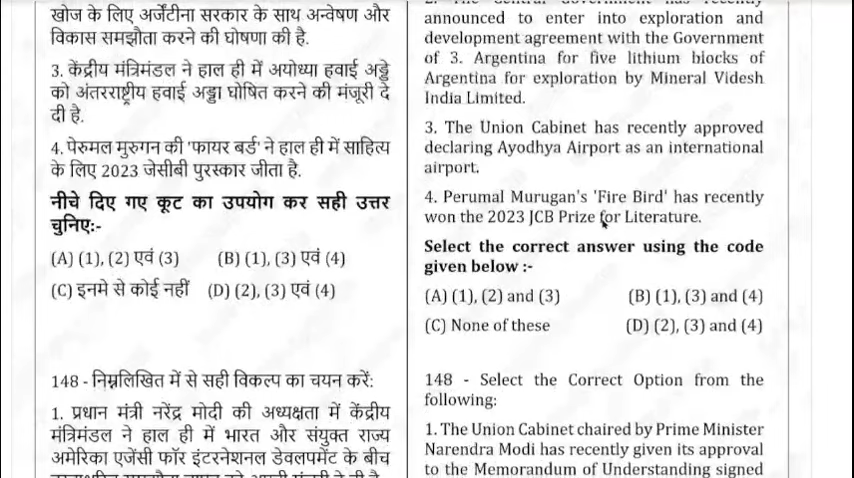 खोज के लिए अर्जेंटीना सरकार के साथ अन्वेषण और
विकास समझौता करने की घोषणा की है.
3. केंद्रीय मंत्रिमंडल ने हाल ही में अयोध्या हवाई अड्डे
को अंतरराष्ट्रीय हवाई अड्डा घोषित करने की मंजूरी दे
दी है.
4. पेरुमल मुरुगन की 'फायर बर्ड' ने हाल ही में साहित्य
के लिए 2023 जेसीबी पुरस्कार जीता है.
नीचे दिए गए कूट का उपयोग कर सही उत्तर
चुनिए:-
(A) (1), (2) एवं (3) (B) (1), (3) एवं (4)
(C) इनमे से कोई नहीं (D) (2), (3) एवं (4)
148 - निम्नलिखित में से सही विकल्प का चयन करें:
1. प्रधान मंत्री नरेंद्र मोदी की अध्यक्षता में केंद्रीय
मंत्रिमंडल ने हाल ही में भारत और संयुक्त राज्य
अमेरिका एजेंसी फॉर इंटरनेशनल डेवलपमेंट के बीच
2. The Central Government has recently
announced to enter into exploration and
development agreement with the Government
of 3. Argentina for five lithium blocks of
Argentina for exploration by Mineral Videsh
India Limited.
3. The Union Cabinet has recently approved
declaring Ayodhya Airport as an international
airport.
4. Perumal Murugan's 'Fire Bird' has recently
won the 2023 JCB Prize for Literature.
Select the correct answer using the code
given below :-
(A) (1), (2) and (3) (B) (1), (3) and (4)
(C) None of these (D) (2), (3) and (4)
148 - Select the Correct Option from the
following:
1. The Union Cabinet chaired by Prime Minister
Narendra Modi has recently given its approval
to the Memorandum of Understanding signed